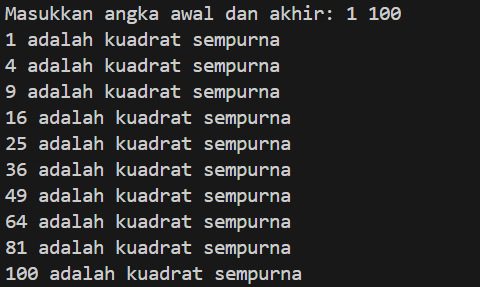 Masukkan angka awal dan akhir: 1 100
1 adalah kuadrat sempurna
4 adalah kuadrat sempurna
9 adalah kuadrat sempurna
16 adalah kuadrat sempurna
25 adalah kuadrat sempurna
36 adalah kuadrat sempurna
49 adalah kuadrat sempurna
64 adalah kuadrat sempurna
81 adalah kuadrat sempurna
100 adalah kuadrat sempurna